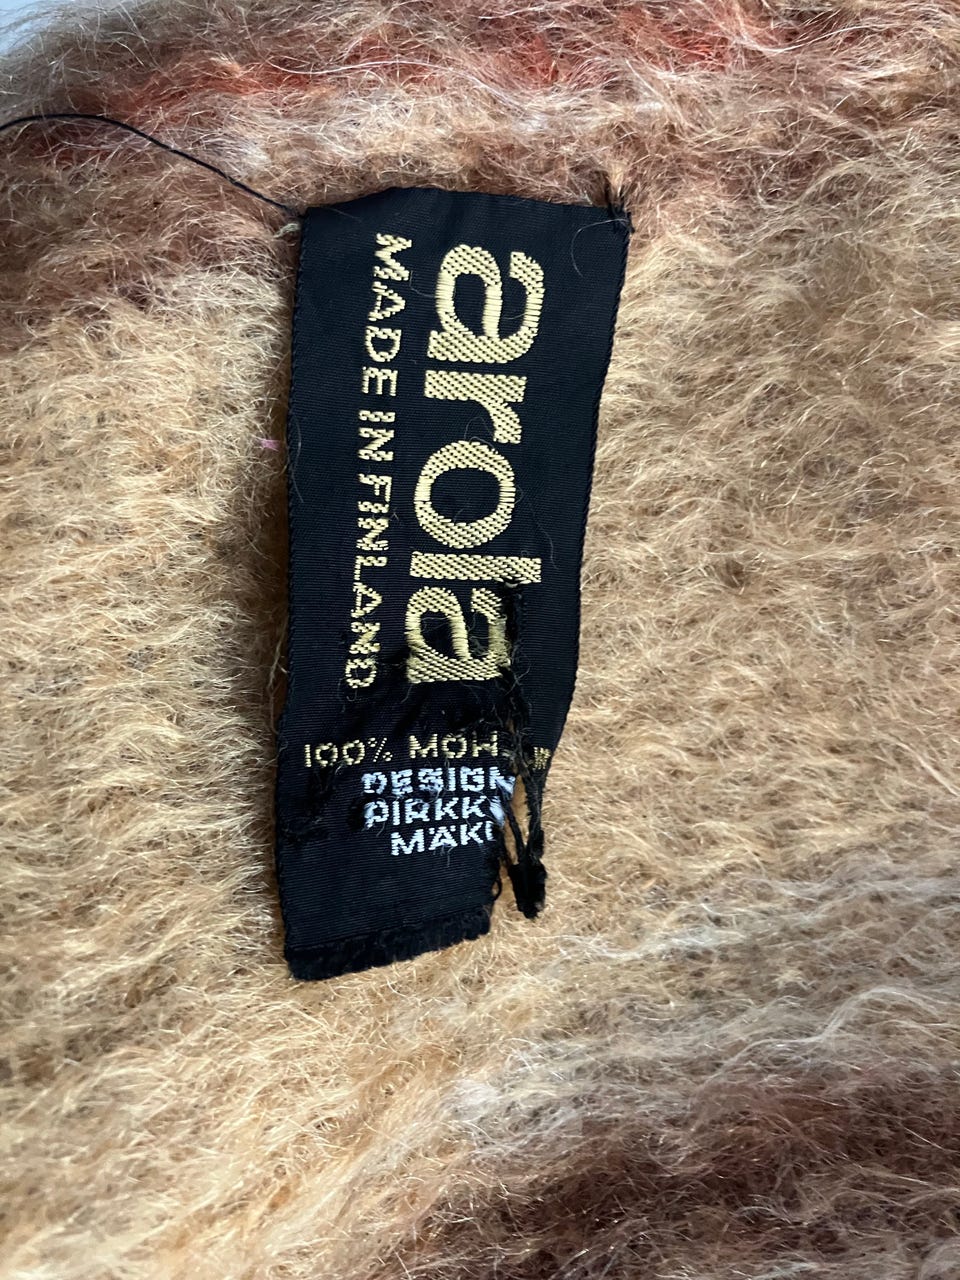 arola
MADE IN FINLAND
100%
DESIGN
MÄKI